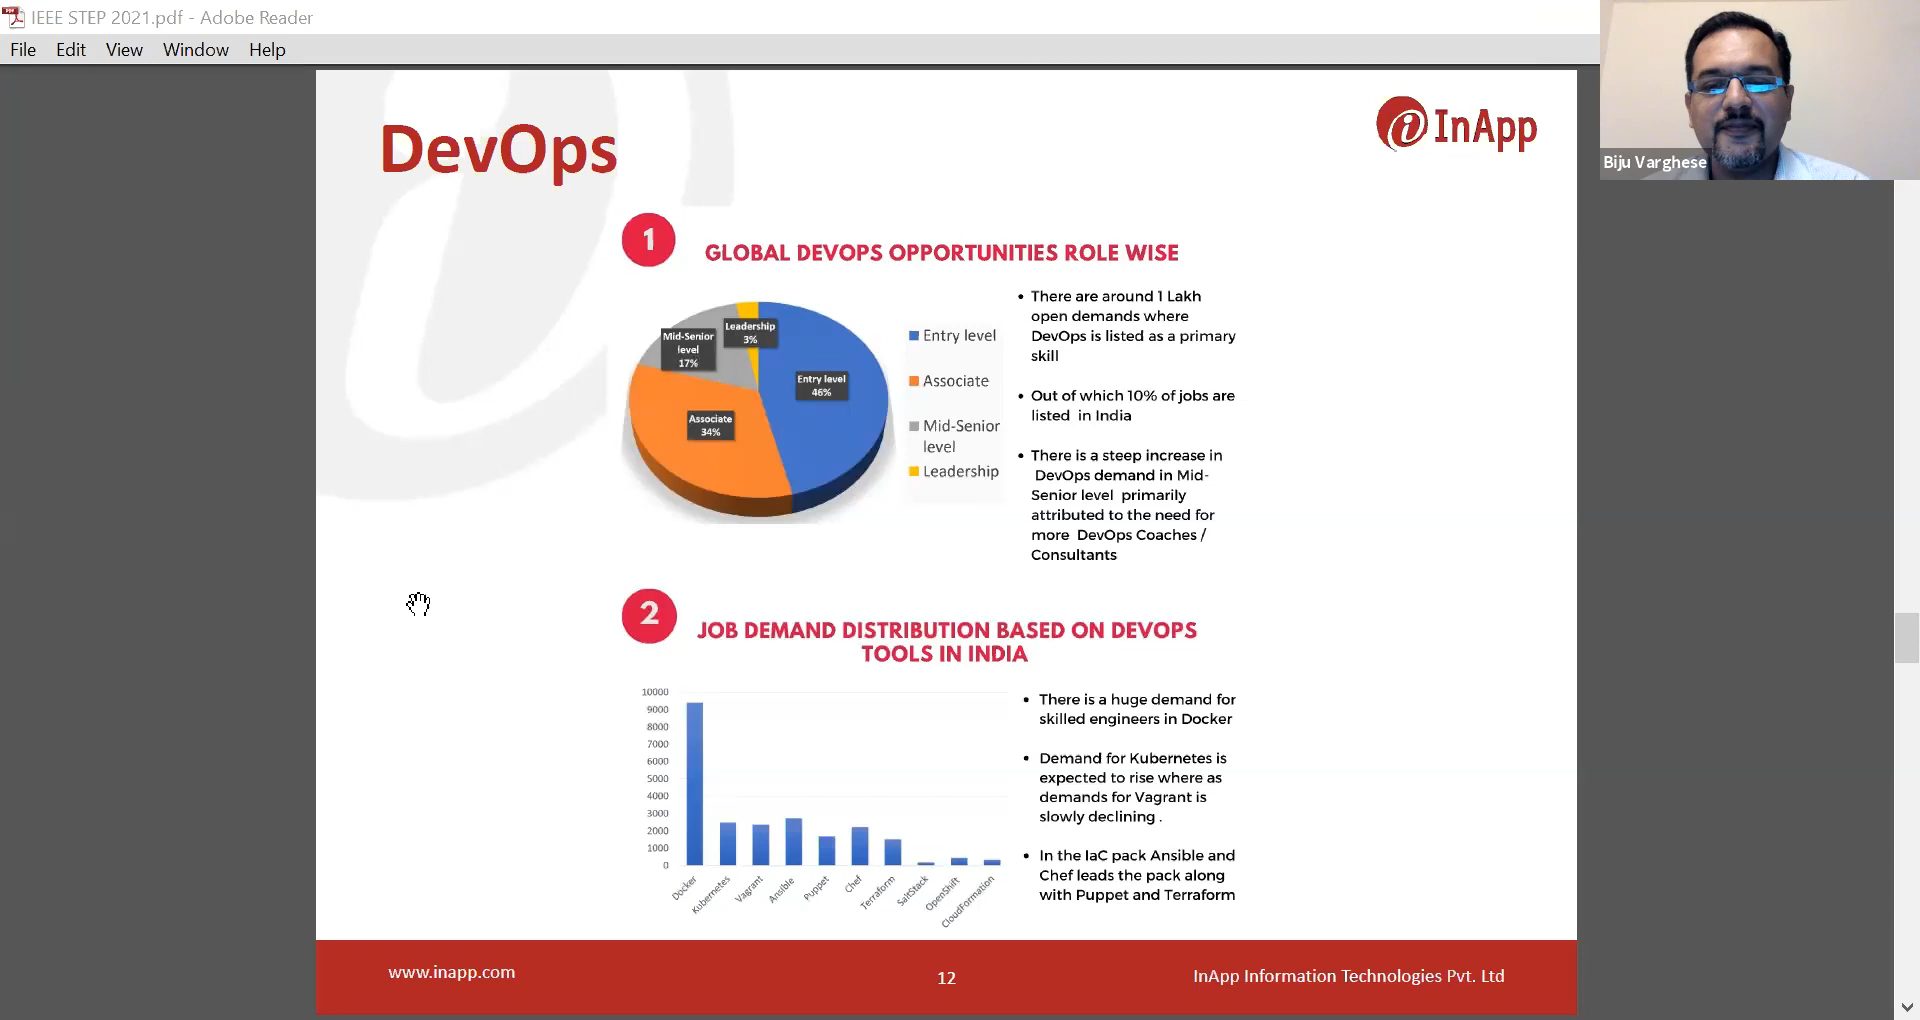 IEEE STEP 2021.pdf - Adobe Reader
File Edit View Window Help
Biju Varghese
DevOps
InApp
1
GLOBAL DEVOPS OPPORTUNITIES ROLE WISE
Leadership
3%
Mid-Senior
level
17%
Entry level
46%
Associate
34%
Entry level
Associate
Mid-Senior
level
Leadership
• There are around 1 Lakh
open demands where
DevOps is listed as a primary
skill
• Out of which 10% of jobs are
listed in India
• There is a steep increase in
DevOps demand in Mid-
Senior level primarily
attributed to the need for
more DevOps Coaches /
Consultants
2
JOB DEMAND DISTRIBUTION BASED ON DEVOPS
TOOLS IN INDIA
10000
9000
8000
7000
6000
5000
4000
3000
2000
1000
0
Docker
Kubernetes
Vagrant
Ansible
Puppet
Chef
Terraform
SaltStack
OpenShift
CloudFormation
• There is a huge demand for
skilled engineers in Docker
• Demand for Kubernetes is
expected to rise where as
demands for Vagrant is
slowly declining .
• In the IaC pack Ansible and
Chef leads the pack along
with Puppet and Terraform
www.inapp.com
12
InApp Information Technologies Pvt. Ltd